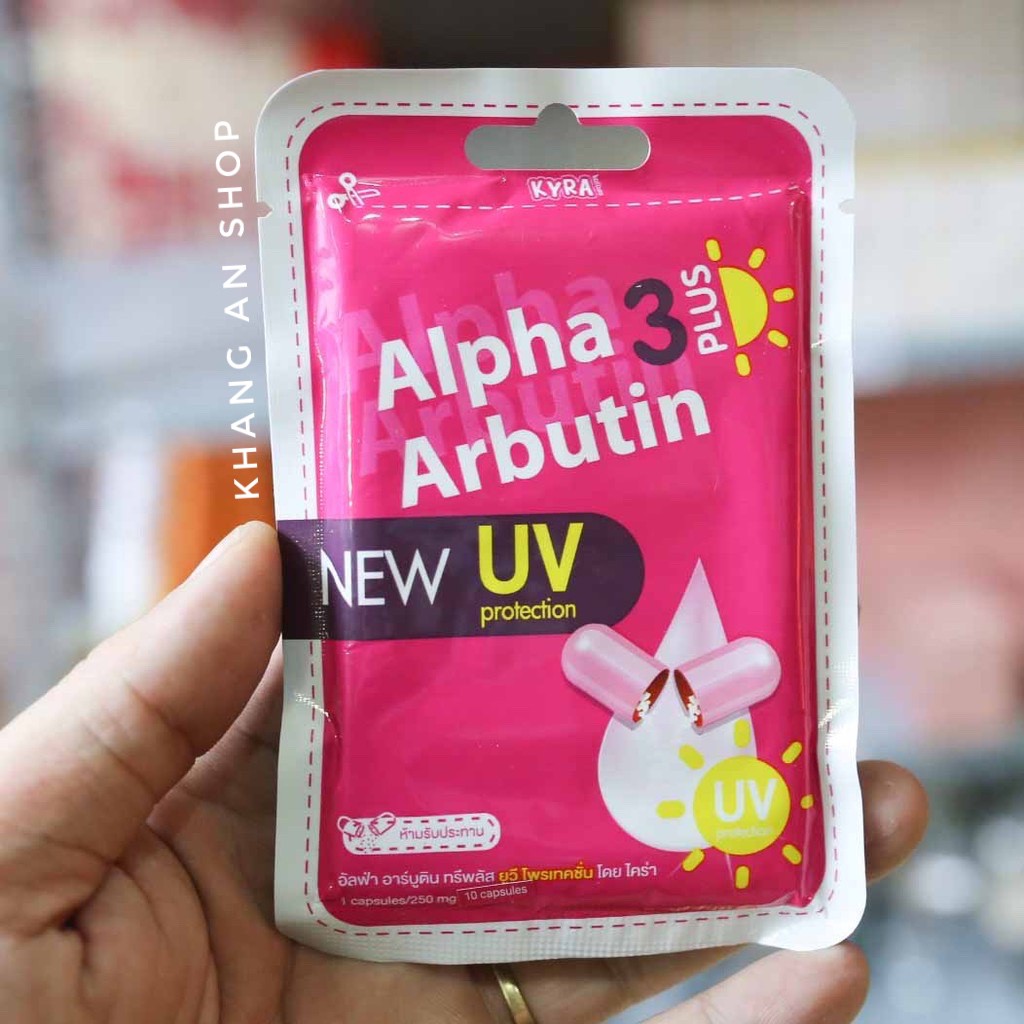 KHANG AN SHOP
KYRA
Alpha 3 PLUS
Arbutin
NEW UV
protection
UV
protection
ห้ามรับประทาน
อัลฟ่า อาร์บูติน ทรีพลัส ยูวี โพรเทคชั่น โดย ไคร่า
1 capsules/250 mg 10 capsules